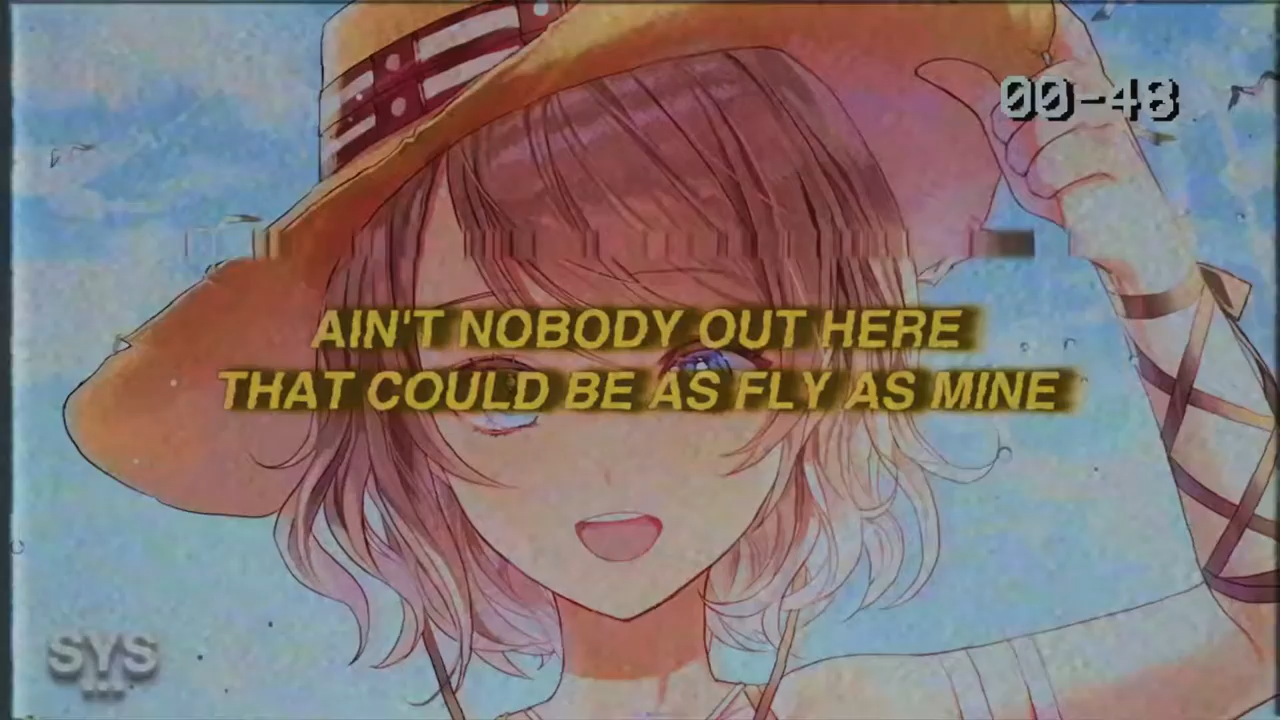 00-48
AIN'T NOBODY OUT HERE
THAT COULD BE AS FLY AS MINE
SYS